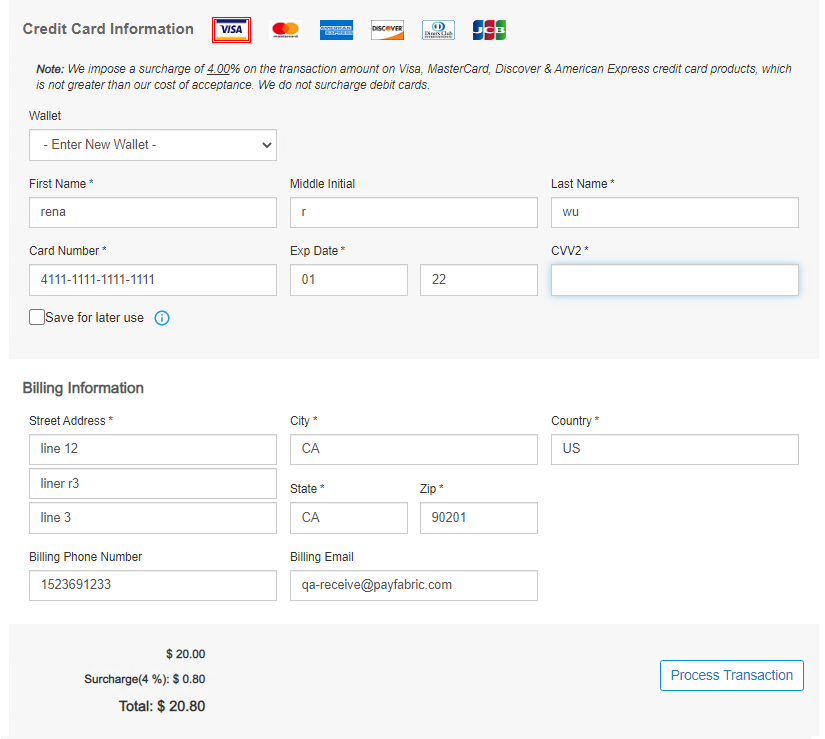 Credit Card Information VISA mastercard AMERICAN EXPRESS DISCOVER Diners Club INTERNATIONAL JCB
Note: We impose a surcharge of 4.00% on the transaction amount on Visa, MasterCard, Discover & American Express credit card products, which
is not greater than our cost of acceptance. We do not surcharge debit cards.
Wallet
- Enter New Wallet -
First Name * Middle Initial Last Name *
rena r wu
Card Number * Exp Date * CVV2 *
4111-1111-1111-1111 01 22
Save for later use i
Billing Information
Street Address * City * Country *
line 12 CA US
liner r3
State * Zip *
line 3 CA 90201
Billing Phone Number Billing Email
1523691233 qa-receive@payfabric.com
$ 20.00
Surcharge(4 %): $ 0.80
Process Transaction
Total: $ 20.80